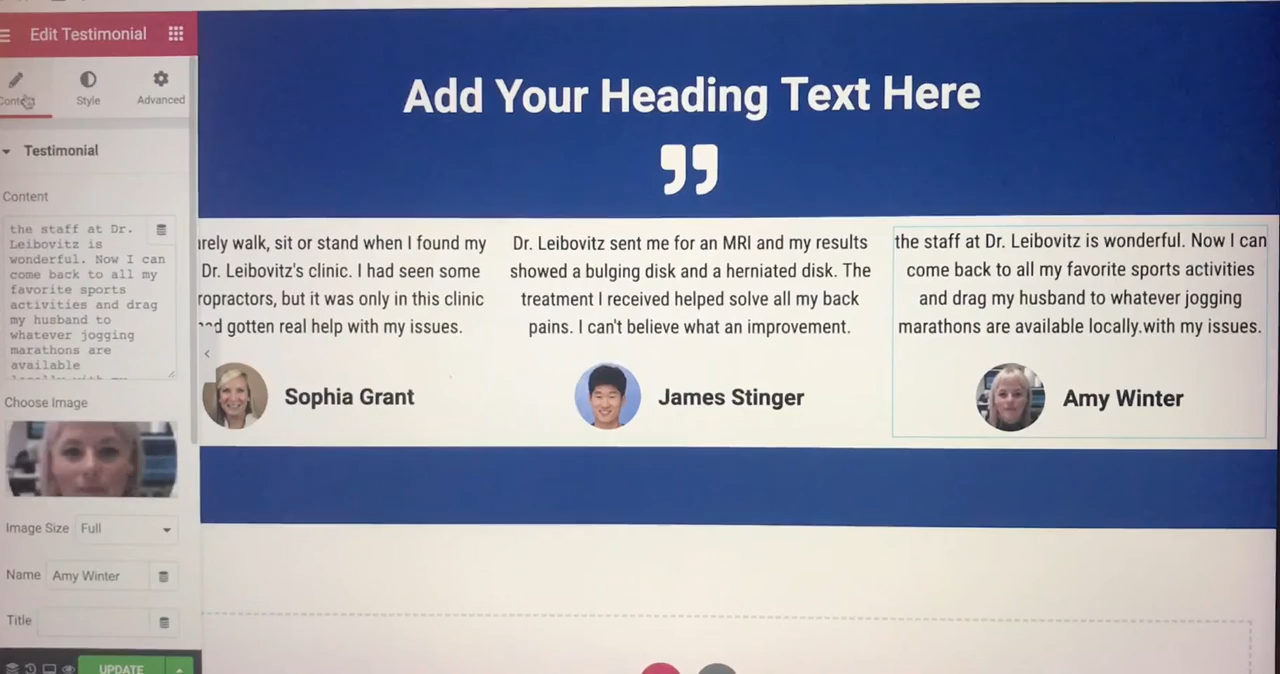 Edit Testimonial
Style
Advanced
Testimonial
Content
the staff at Dr.
Leibovitz is
wonderful. Now I can
come back to all my
favorite sports
activities and drag
my husband to
whatever jogging
marathons are
available
Choose Image
Image Size Full
Name Amy Winter
Title
UPDATE
Add Your Heading Text Here
”
walk, sit or stand when I found my
Dr. Leibovitz's clinic. I had seen some
but it was only in this clinic
gotten real help with my issues.
Sophia Grant
Dr. Leibovitz sent me for an MRI and my results
showed a bulging disk and a herniated disk. The
treatment I received helped solve all my back
pains. I can't believe what an improvement.
James Stinger
the staff at Dr. Leibovitz is wonderful. Now I can
come back to all my favorite sports activities
and drag my husband to whatever jogging
marathons are available locally.with my issues.
Amy Winter